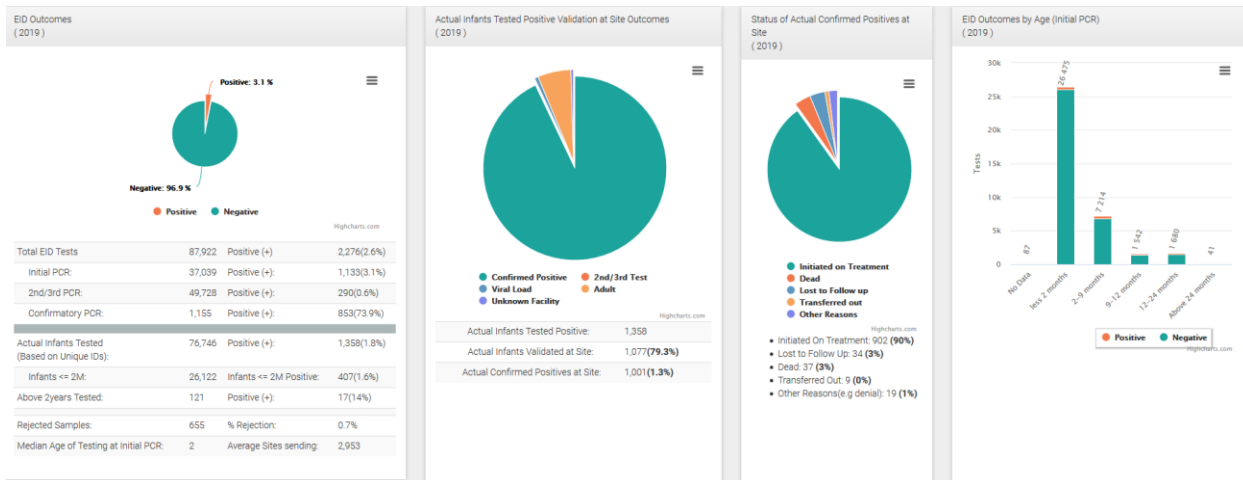 EID Outcomes
( 2019 )
Positive: 3.1 %
Negative: 96.9 %
Positive Negative
Highcharts.com
Total EID Tests 87,922 Positive (+) 2,276(2.6%)
Initial PCR: 37,039 Positive (+): 1,133(3.1%)
2nd/3rd PCR: 49,728 Positive (+): 290(0.6%)
Confirmatory PCR: 1,155 Positive (+): 853(73.9%)
Actual Infants Tested
(Based on Unique IDs): 76,746 Positive (+): 1,358(1.8%)
Infants <= 2M: 26,122 Infants <= 2M Positive: 407(1.6%)
Above 2years Tested: 121 Positive (+): 17(14%)
Rejected Samples: 655 % Rejection: 0.7%
Median Age of Testing at Initial PCR: 2 Average Sites sending: 2,953
Actual Infants Tested Positive Validation at Site Outcomes
( 2019 )
Confirmed Positive 2nd/3rd Test
Viral Load Adult
Unknown Facility
Highcharts.com
Actual Infants Tested Positive: 1,358
Actual Infants Validated at Site: 1,077(79.3%)
Actual Confirmed Positives at Site: 1,001(1.3%)
Status of Actual Confirmed Positives at
Site
( 2019 )
Initiated on Treatment
Dead
Lost to Follow up
Transferred out
Other Reasons
Highcharts.com
• Initiated On Treatment: 902 (90%)
• Lost to Follow Up: 34 (3%)
• Dead: 37 (3%)
• Transferred Out: 9 (0%)
• Other Reasons(e.g denial): 19 (1%)
EID Outcomes by Age (Initial PCR)
( 2019 )
Tests
30k
25k
20k
15k
10k
5k
0
87
26 475
7 214
1 542
1 680
41
No Data
less 2 months
2-9 months
9-12 months
12-24 months
Above 24 months
Positive Negative
Highcharts.com